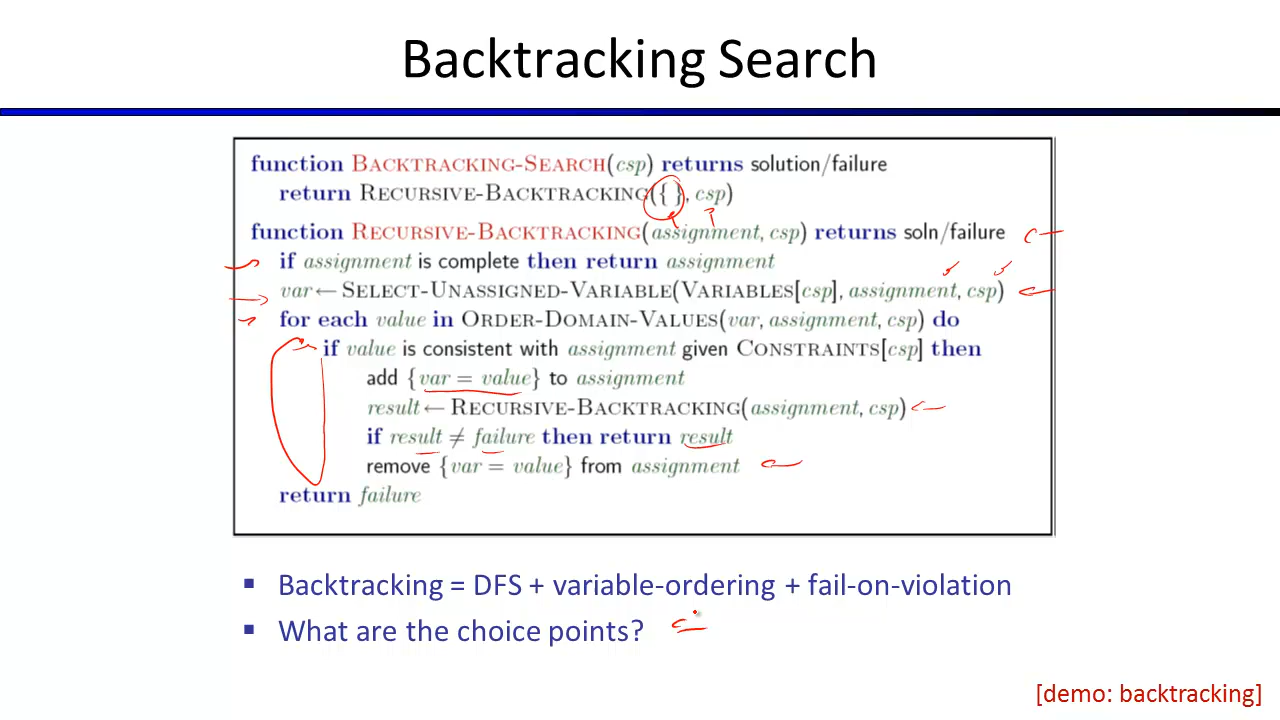 Backtracking Search
function BACKTRACKING-SEARCH(csp) returns solution/failure
return RECURSIVE-BACKTRACKING({ }, csp)
function RECURSIVE-BACKTRACKING(assignment, csp) returns soln/failure
if assignment is complete then return assignment
var ← SELECT-UNASSIGNED-VARIABLE(VARIABLES[csp], assignment, csp)
for each value in ORDER-DOMAIN-VALUES(var, assignment, csp) do
if value is consistent with assignment given CONSTRAINTS[csp] then
add {var = value} to assignment
result ← RECURSIVE-BACKTRACKING(assignment, csp)
if result ≠ failure then return result
remove {var = value} from assignment
return failure
▪ Backtracking = DFS + variable-ordering + fail-on-violation
▪ What are the choice points?
[demo: backtracking]